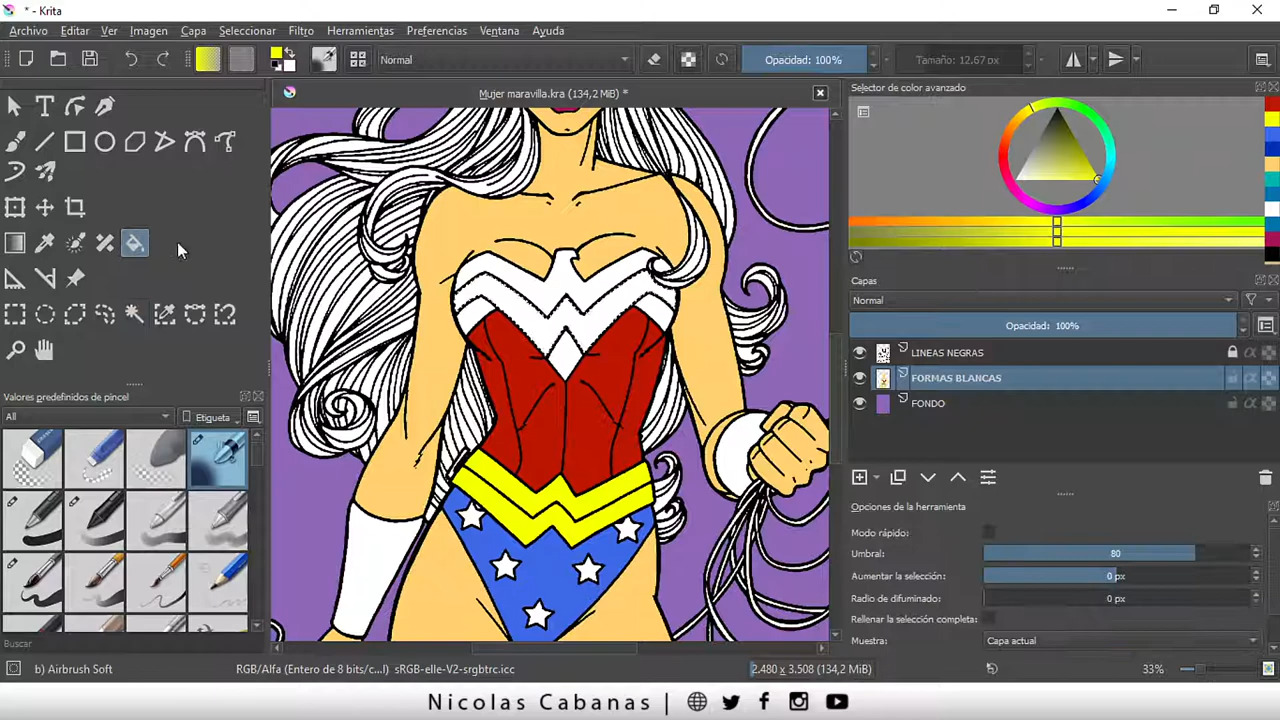 * - Krita
Archivo Editar Ver Imagen Capa Seleccionar Filtro Herramientas Preferencias Ventana Ayuda
Normal Opacidad: 100% Tamaño: 12.67 px
Mujer maravilla.kra (134,2 MiB) *
Selector de color avanzado
Capas
Normal
Opacidad: 100%
LINEAS NEGRAS
FORMAS BLANCAS
FONDO
Valores predefinidos de pincel
All Etiqueta
Opciones de la herramienta
Modo rápido:
Umbral: 80
Aumentar la selección: 0 px
Radio de difuminado: 0 px
Rellenar la selección completa:
Muestra: Capa actual
Buscar
b) Airbrush Soft RGB/Alfa (Entero de 8 bits/c...l) sRGB-elle-V2-srgbtrc.icc 2.480 x 3.508 (134,2 MiB) 33%
Nicolas Cabanas |